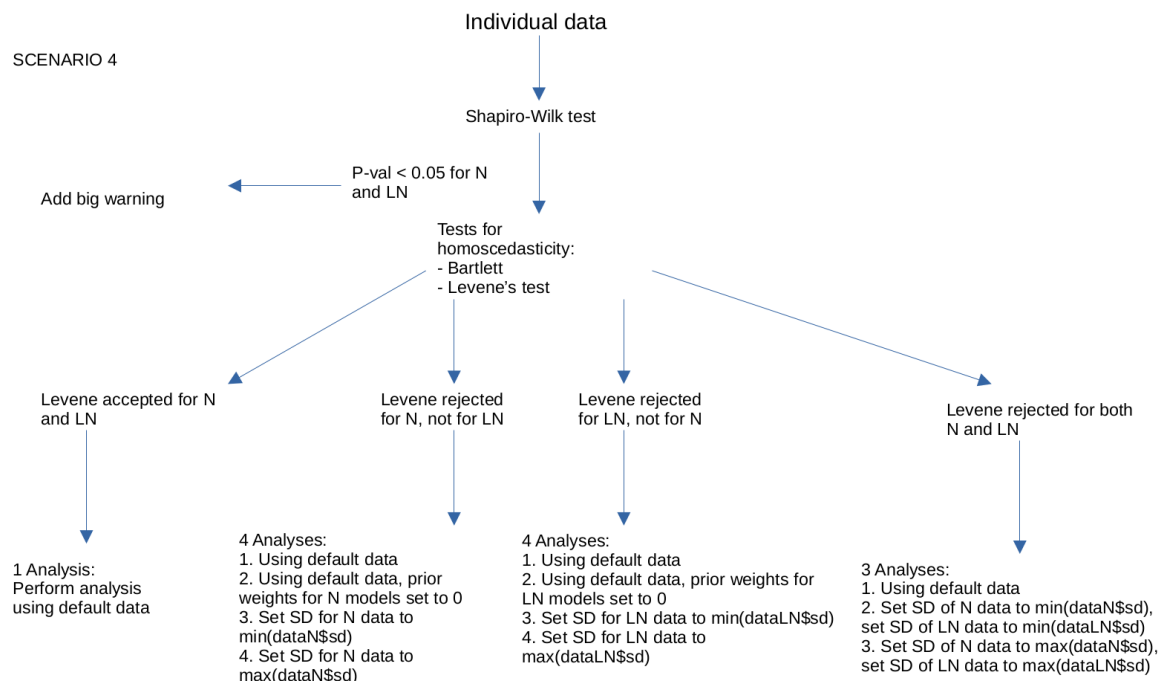 Individual data
SCENARIO 4
Shapiro-Wilk test
P-val < 0.05 for N
and LN
Add big warning
Tests for
homoscedasticity:
- Bartlett
- Levene's test
Levene accepted for N
and LN
Levene rejected
for N, not for LN
Levene rejected
for LN, not for N
Levene rejected for both
N and LN
1 Analysis:
Perform analysis
using default data
4 Analyses:
1. Using default data
2. Using default data, prior
weights for N models set to 0
3. Set SD for N data to
min(dataN$sd)
4. Set SD for N data to
max(dataN$sd)
4 Analyses:
1. Using default data
2. Using default data, prior weights for
LN models set to 0
3. Set SD for LN data to min(dataLN$sd)
4. Set SD for LN data to
max(dataLN$sd)
3 Analyses:
1. Using default data
2. Set SD of N data to min(dataN$sd),
set SD of LN data to min(dataLN$sd)
3. Set SD of N data to max(dataN$sd),
set SD of LN data to max(dataLN$sd)